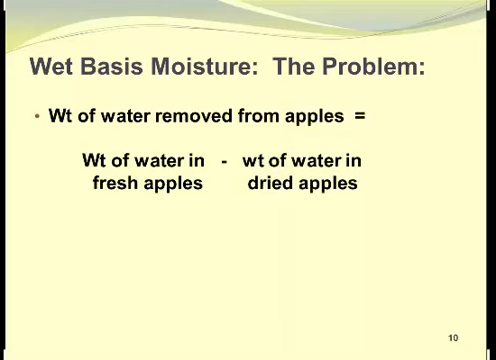 Wet Basis Moisture: The Problem:
• Wt of water removed from apples =
Wt of water in - wt of water in
fresh apples dried apples
10